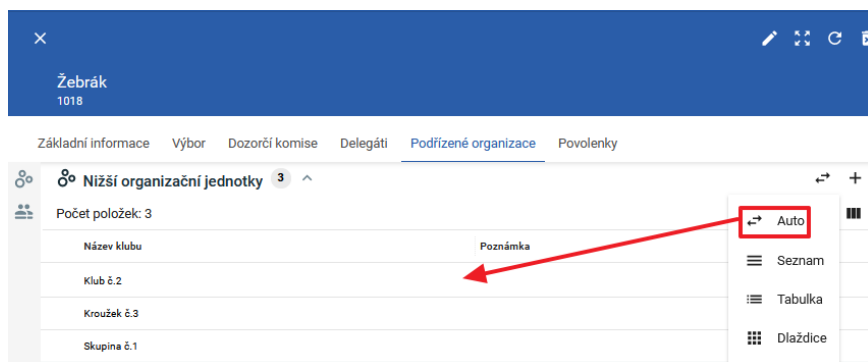 Žebrák
1018
Základní informace Výbor Dozorčí komise Delegáti Podřízené organizace Povolenky
Nižší organizační jednotky 3
Počet položek: 3
Název klubu Poznámka
Klub č.2
Kroužek č.3
Skupina č.1
Auto
Seznam
Tabulka
Dlaždice